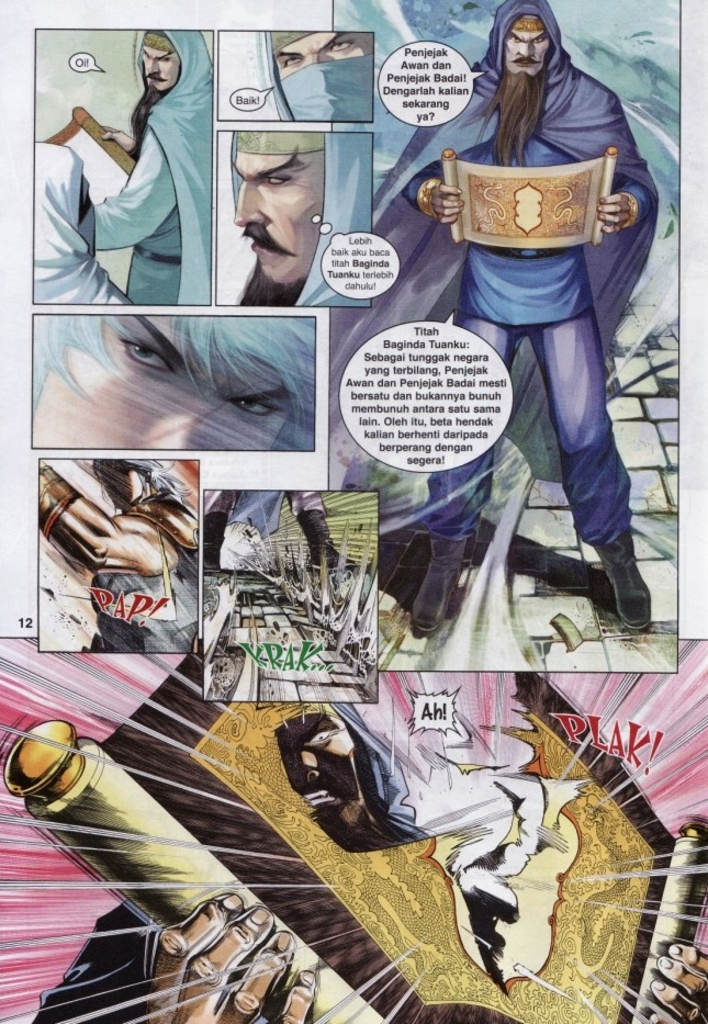 Oi!
Baik!
Penjejak
Awan dan
Penjejak Badai!
Dengarlah kalian
sekarang
ya?
Lebih
baik aku baca
titah Baginda
Tuanku terlebih
dahulu!
Titah
Baginda Tuanku:
Sebagai tunggak negara
yang terbilang, Penjejak
Awan dan Penjejak Badai mesti
bersatu dan bukannya bunuh
membunuh antara satu sama
lain. Oleh itu, beta hendak
kalian berhenti daripada
berperang dengan
segera!
PAP!
KRAK...
12
Ah!
PLAK!